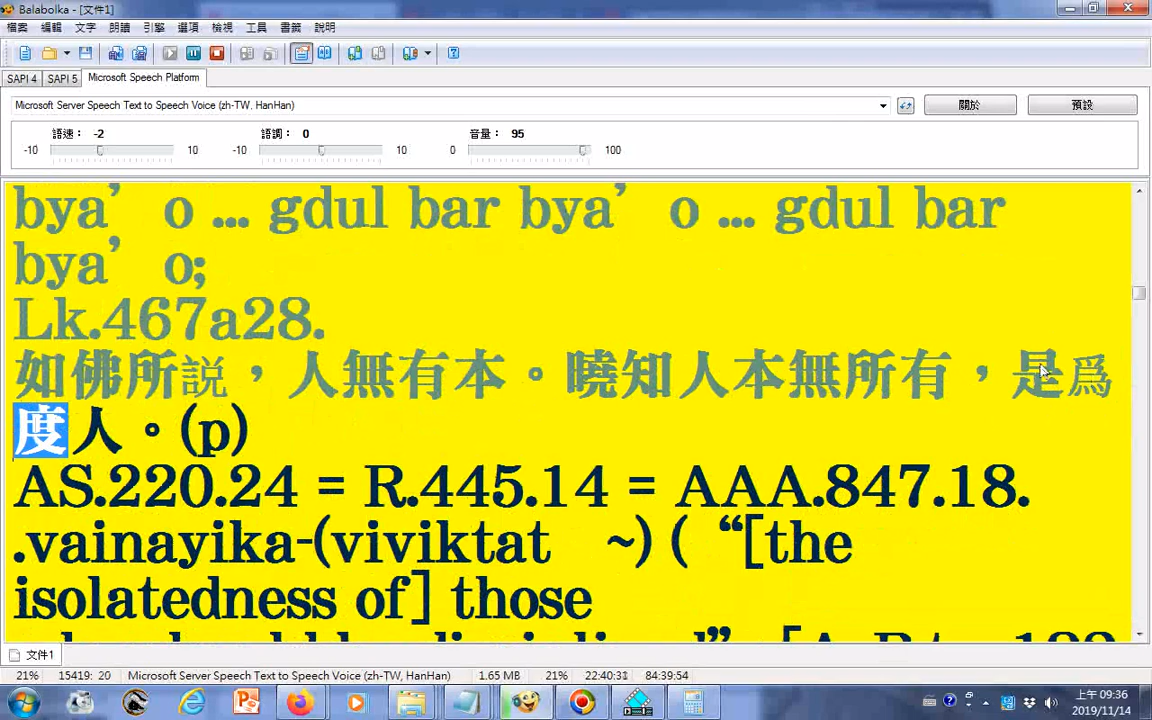 Balabolka - [文件1]
檔案 編輯 文字 朗讀 引擎 選項 檢視 工具 書籤 說明
SAPI 4 SAPI 5 Microsoft Speech Platform
Microsoft Server Speech Text to Speech Voice (zh-TW, HanHan) 關於 預設
語速： -2 語調： 0 音量： 95
-10 10 -10 10 0 100
bya’ o ... gdul bar bya’ o ... gdul bar
bya’ o;
Lk.467a28.
如佛所説，人無有本。曉知人本無所有，是爲
度人。(p)
AS.220.24 = R.445.14 = AAA.847.18.
.vainayika-(viviktat ~) ( “[the
isolatedness of] those
文件1
21% 15419: 20 Microsoft Server Speech Text to Speech Voice (zh-TW, HanHan) 1.65 MB 21% 22:40:31 84:39:54
上午 09:36
2019/11/14